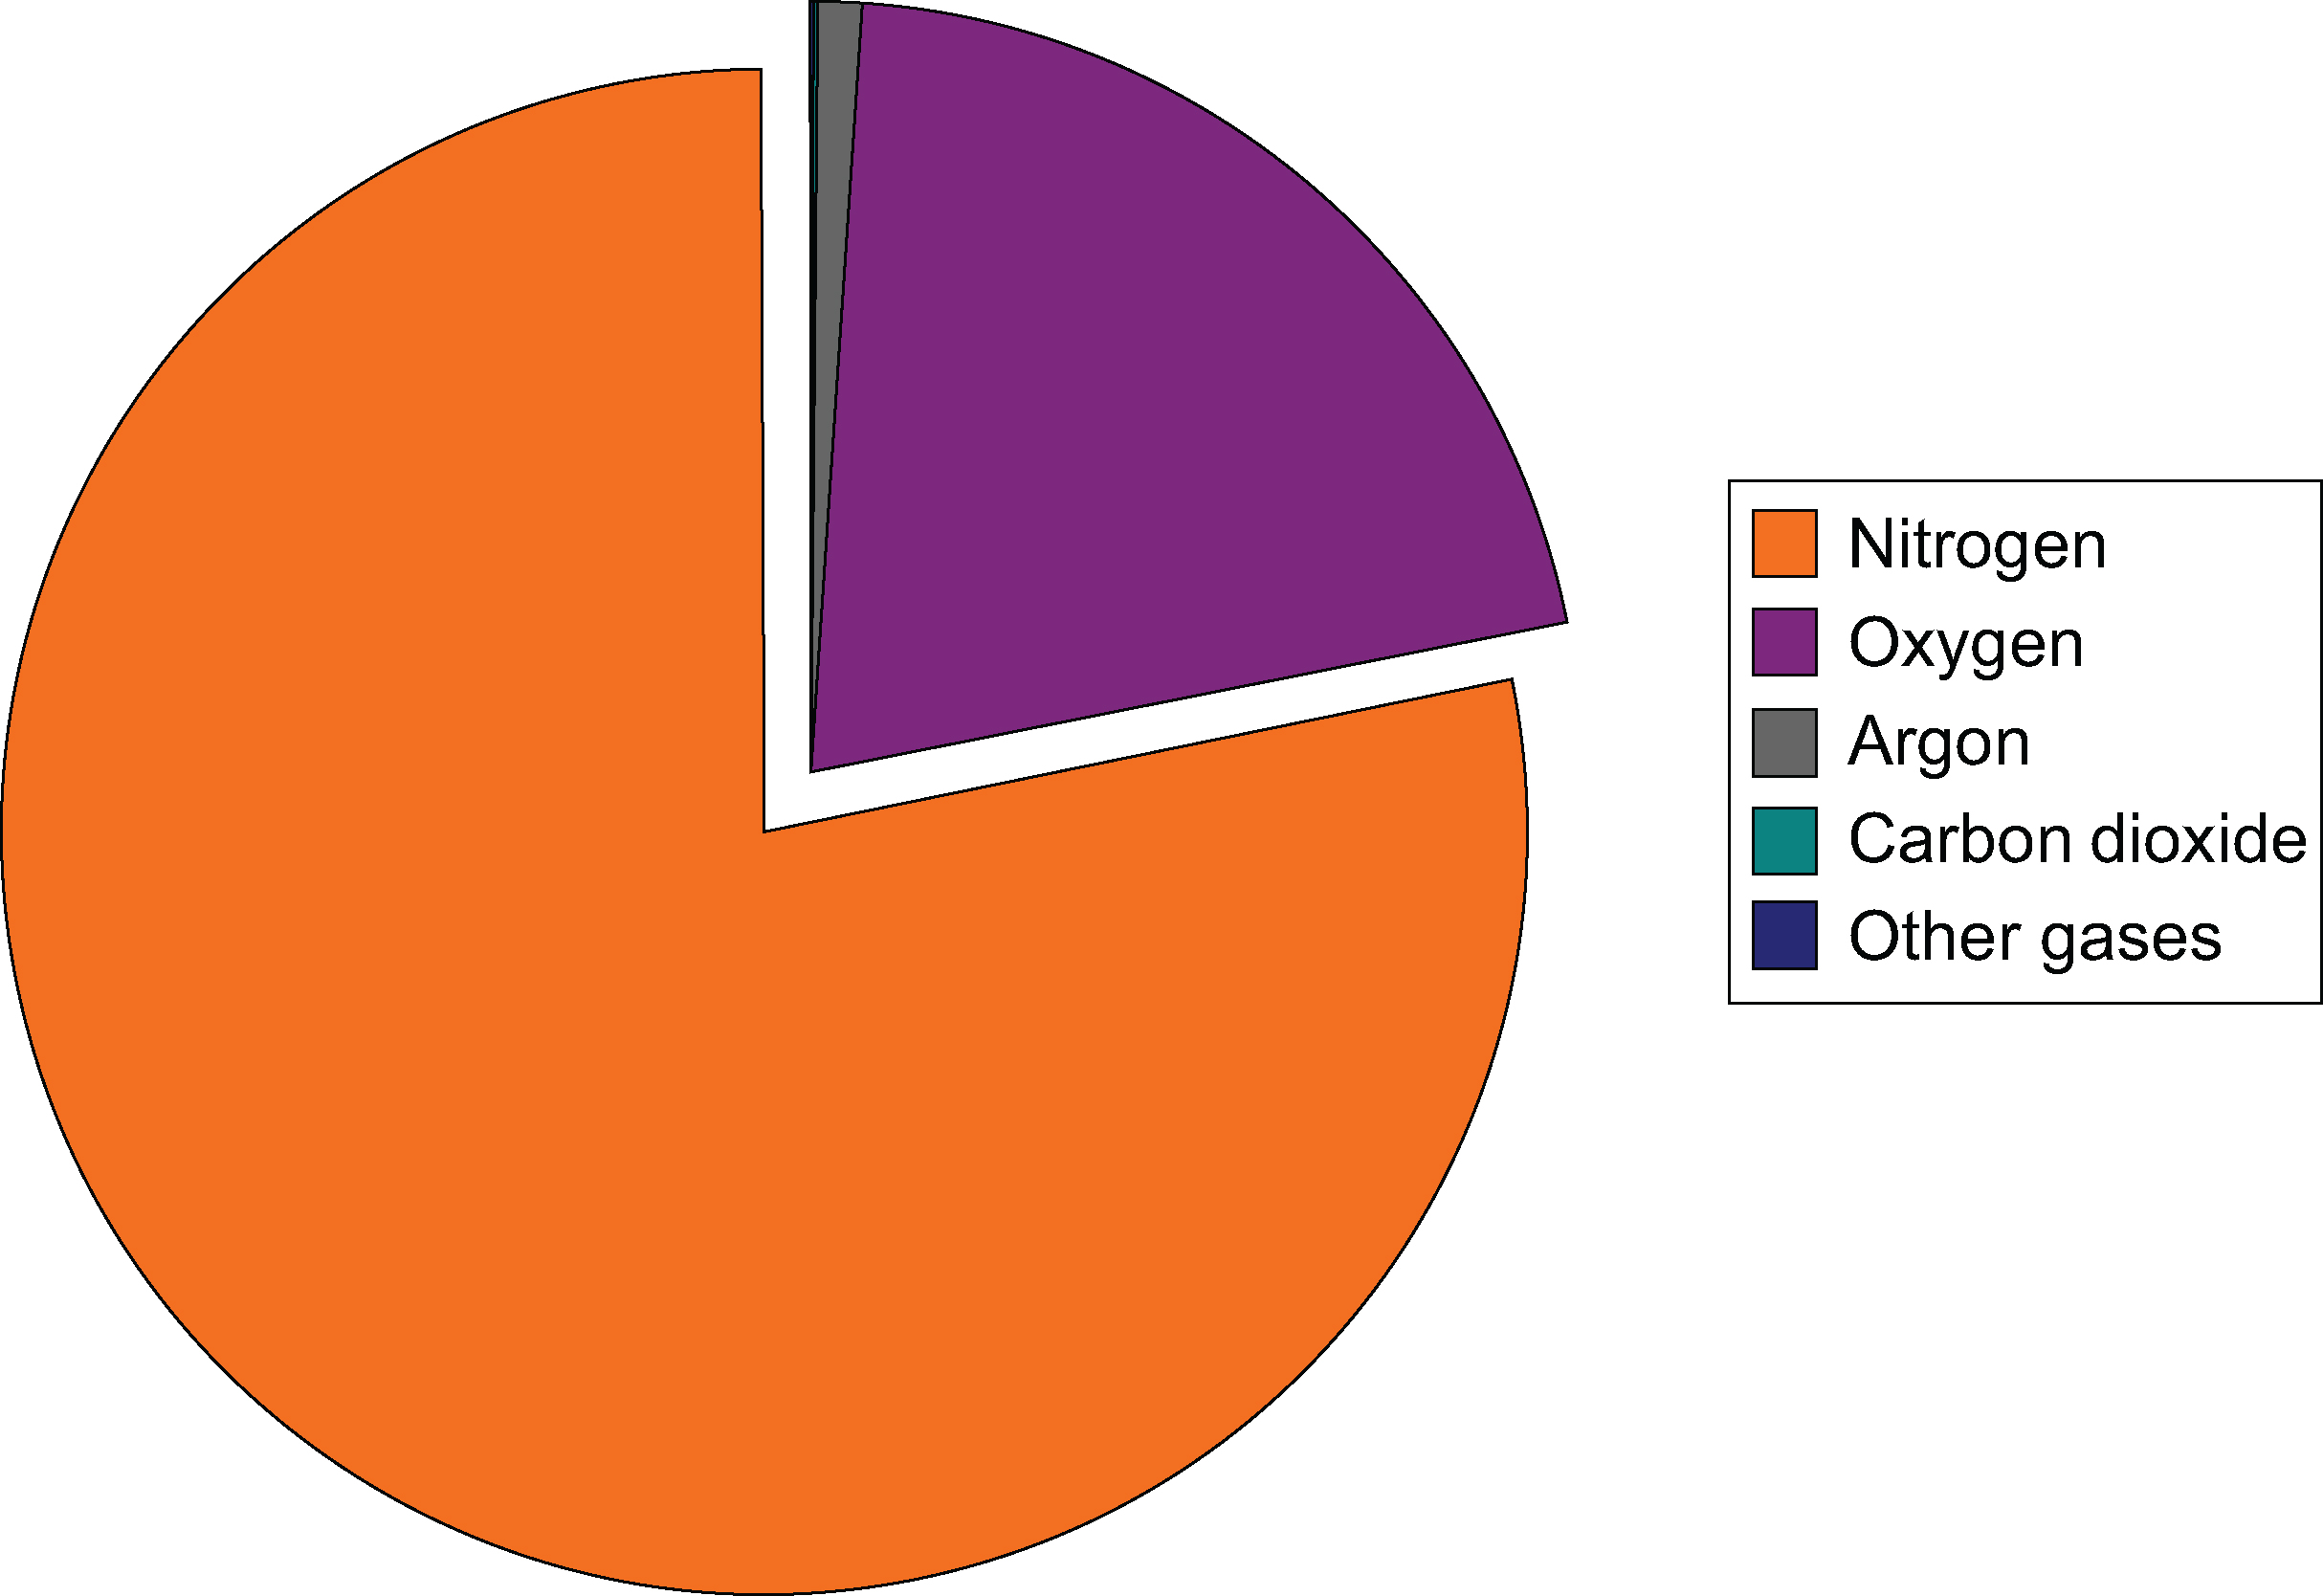 Nitrogen
Oxygen
Argon
Carbon dioxide
Other gases